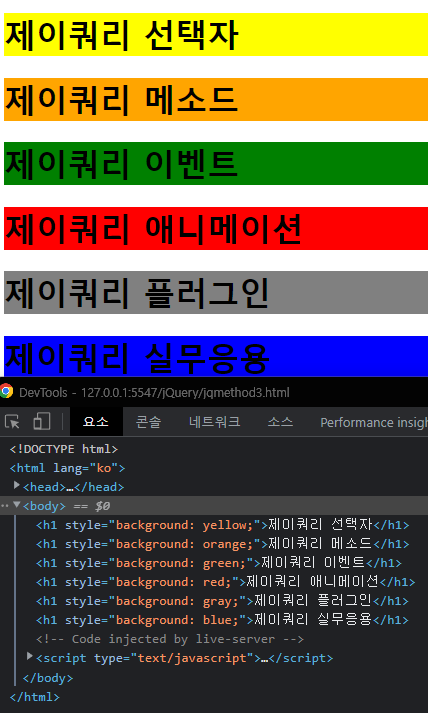 제이쿼리 선택자
제이쿼리 메소드
제이쿼리 이벤트
제이쿼리 애니메이션
제이쿼리 플러그인
제이쿼리 실무응용
DevTools - 127.0.0.1:5547/jQuery/jqmethod3.html
요소 콘솔 네트워크 소스 Performance insigh
<!DOCTYPE html>
<html lang="ko">
<head>…</head>
<body> == $0
<h1 style="background: yellow;">제이쿼리 선택자</h1>
<h1 style="background: orange;">제이쿼리 메소드</h1>
<h1 style="background: green;">제이쿼리 이벤트</h1>
<h1 style="background: red;">제이쿼리 애니메이션</h1>
<h1 style="background: gray;">제이쿼리 플러그인</h1>
<h1 style="background: blue;">제이쿼리 실무응용</h1>
<!-- Code injected by live-server -->
<script type="text/javascript">…</script>
</body>
</html>